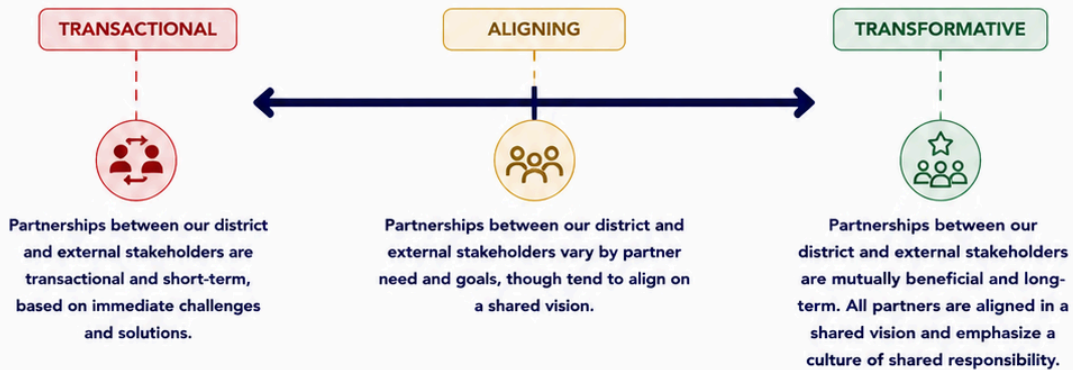 TRANSACTIONAL
ALIGNING
TRANSFORMATIVE
Partnerships between our district
and external stakeholders are
transactional and short-term,
based on immediate challenges
and solutions.
Partnerships between our district and
external stakeholders vary by partner
need and goals, though tend to align on
a shared vision.
Partnerships between our
district and external stakeholders
are mutually beneficial and long-
term. All partners are aligned in a
shared vision and emphasize a
culture of shared responsibility.